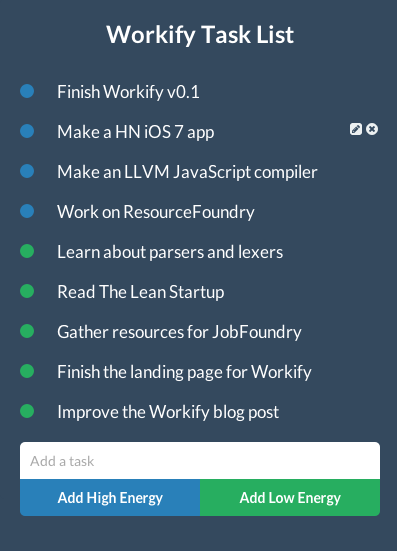 Workify Task List
Finish Workify v0.1
Make a HN iOS 7 app
Make an LLVM JavaScript compiler
Work on ResourceFoundry
Learn about parsers and lexers
Read The Lean Startup
Gather resources for JobFoundry
Finish the landing page for Workify
Improve the Workify blog post
Add a task
Add High Energy
Add Low Energy